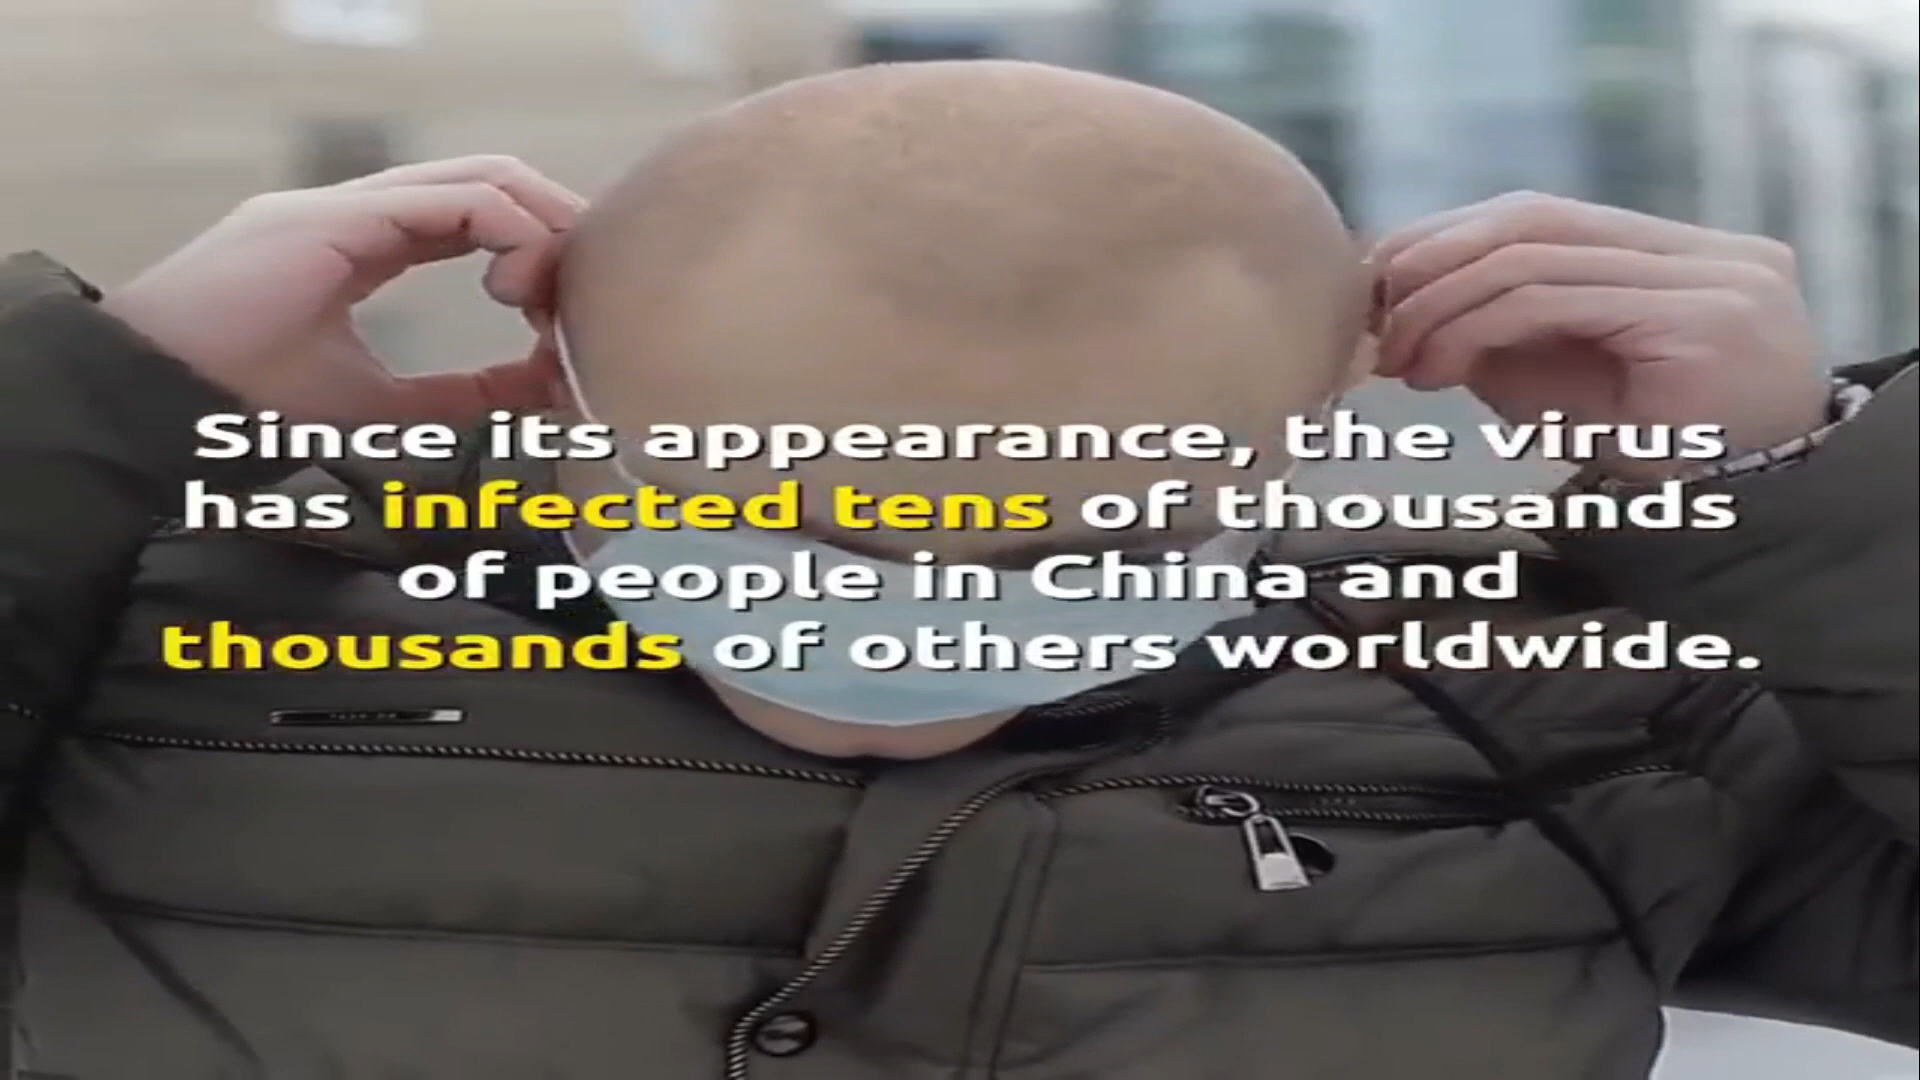 Since its appearance, the virus
has infected tens of thousands
of people in China and
thousands of others worldwide.